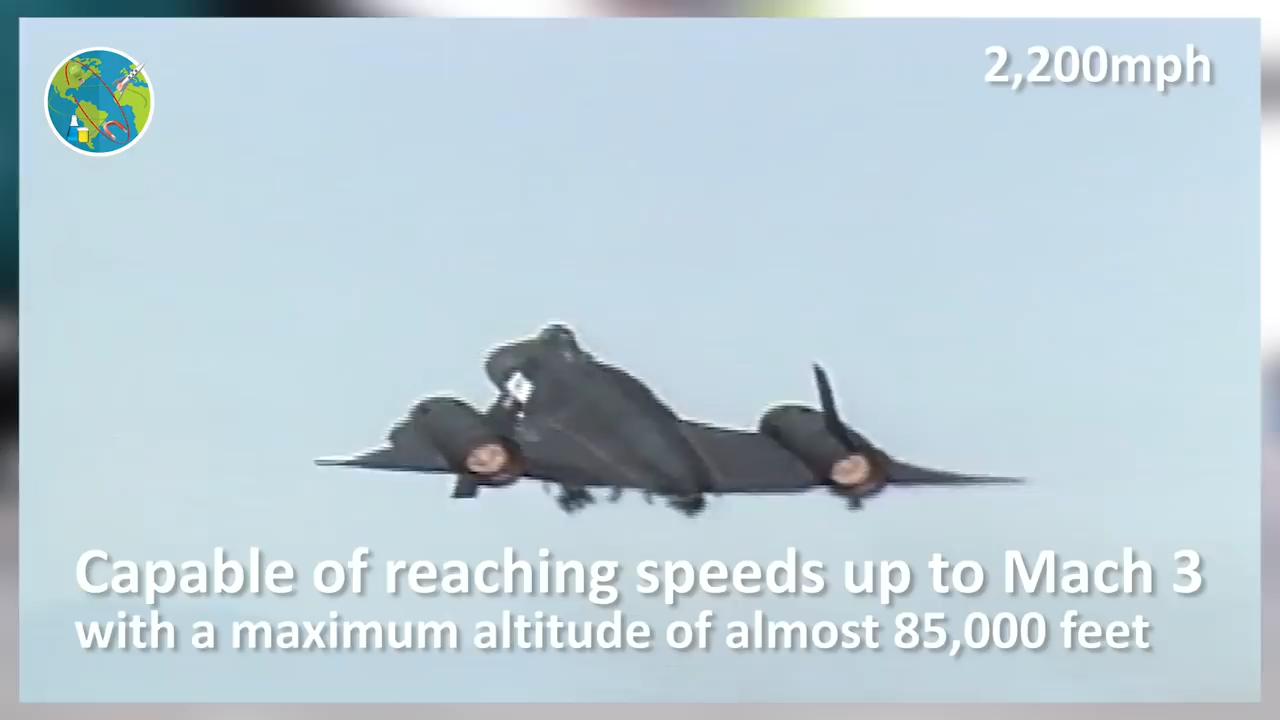 2,200mph
Capable of reaching speeds up to Mach 3
with a maximum altitude of almost 85,000 feet